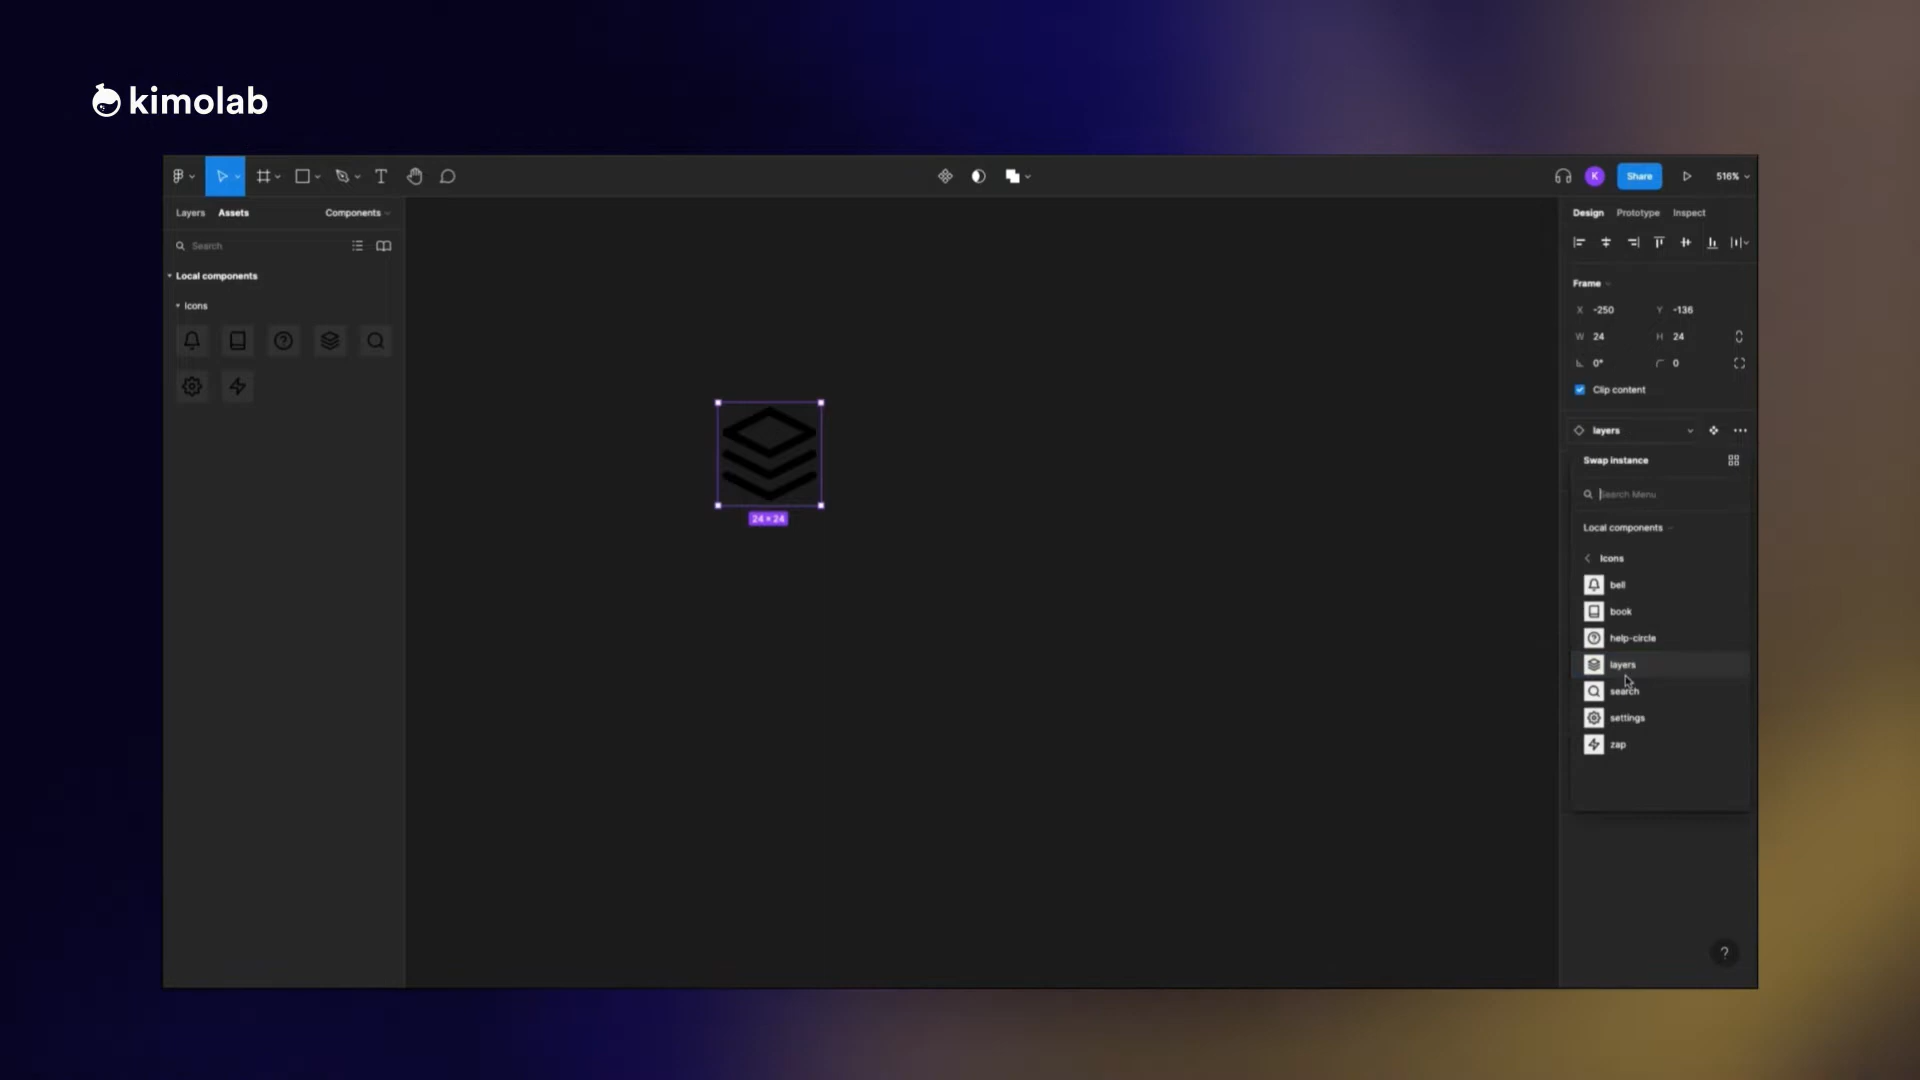 kimolab
Share
516%
Layers Assets Components
Design Prototype Inspect
Search
Local components
Icons
Frame
X -250 Y -136
W 24 H 24
0° 0
Clip content
layers
Swap instance
Search Menu
Local components
Icons
bell
book
help-circle
layers
search
settings
zap
24 × 24
K
?